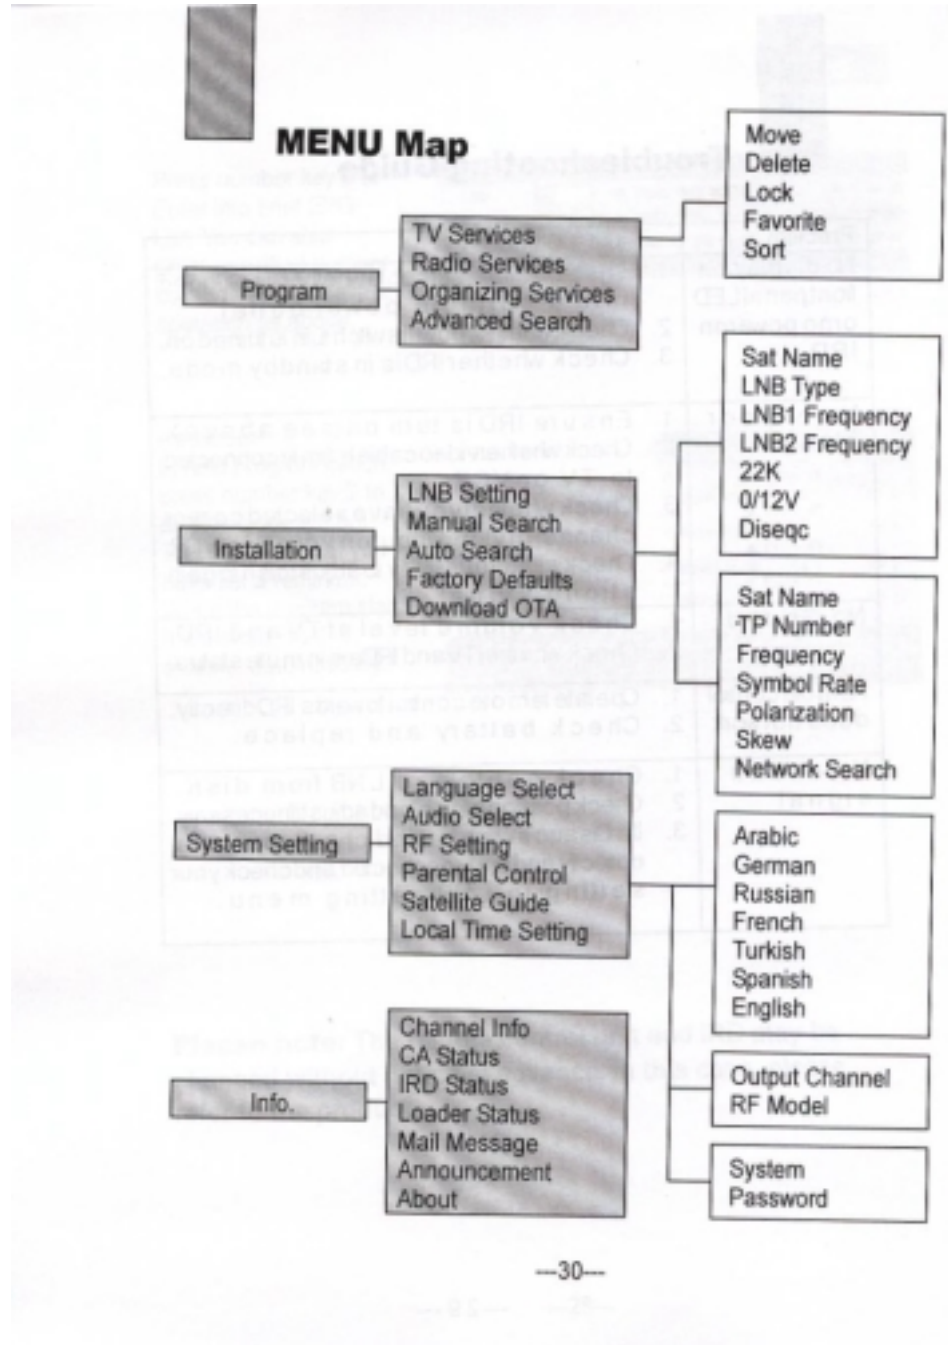 MENU Map
Program
TV Services
Radio Services
Organizing Services
Advanced Search
Move
Delete
Lock
Favorite
Sort
Installation
LNB Setting
Manual Search
Auto Search
Factory Defaults
Download OTA
Sat Name
LNB Type
LNB1 Frequency
LNB2 Frequency
22K
0/12V
Diseqc
Sat Name
TP Number
Frequency
Symbol Rate
Polarization
Skew
Network Search
System Setting
Language Select
Audio Select
RF Setting
Parental Control
Satellite Guide
Local Time Setting
Arabic
German
Russian
French
Turkish
Spanish
English
Output Channel
RF Model
System
Password
Info.
Channel Info
CA Status
IRD Status
Loader Status
Mail Message
Announcement
About
---30---